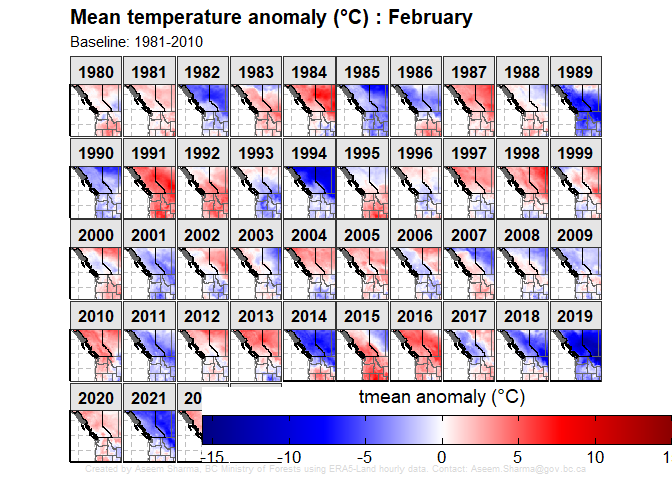 Mean temperature anomaly (°C) : February
Baseline: 1981-2010
1980 1981 1982 1983 1984 1985 1986 1987 1988 1989
1990 1991 1992 1993 1994 1995 1996 1997 1998 1999
2000 2001 2002 2003 2004 2005 2006 2007 2008 2009
2010 2011 2012 2013 2014 2015 2016 2017 2018 2019
2020 2021 20
tmean anomaly (°C)
-15 -10 -5 0 5 10 1
Created by Aseem Sharma, BC Ministry of Forests using ERA5-Land hourly data. Contact: Aseem.Sharma@gov.bc.ca